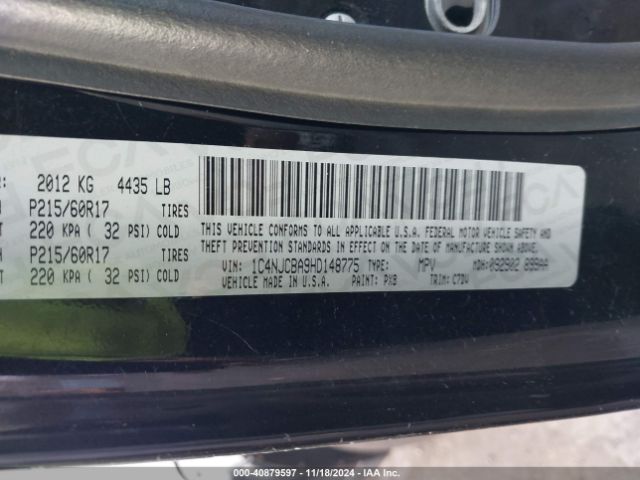 2012 KG 4435 LB
P215/60R17 TIRES
220 KPA ( 32 PSI) COLD
P215/60R17 TIRES
220 KPA ( 32 PSI) COLD
THIS VEHICLE CONFORMS TO ALL APPLICABLE U.S.A. FEDERAL MOTOR VEHICLE SAFETY AND
THEFT PREVENTION STANDARDS IN EFFECT ON THE DATE OF MANUFACTURE SHOWN ABOVE.
VIN: 1C4NJCBA9HD148775 TYPE: MPV MDH:
VEHICLE MADE IN U.S.A. PAINT: PXB TRIM:
000-40879597 - 11/18/2024 - IAAI.COM